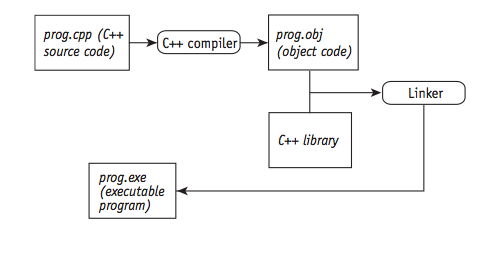 prog.cpp (C++
source code)
C++ compiler
prog.obj
(object code)
Linker
C++ library
prog.exe
(executable
program)